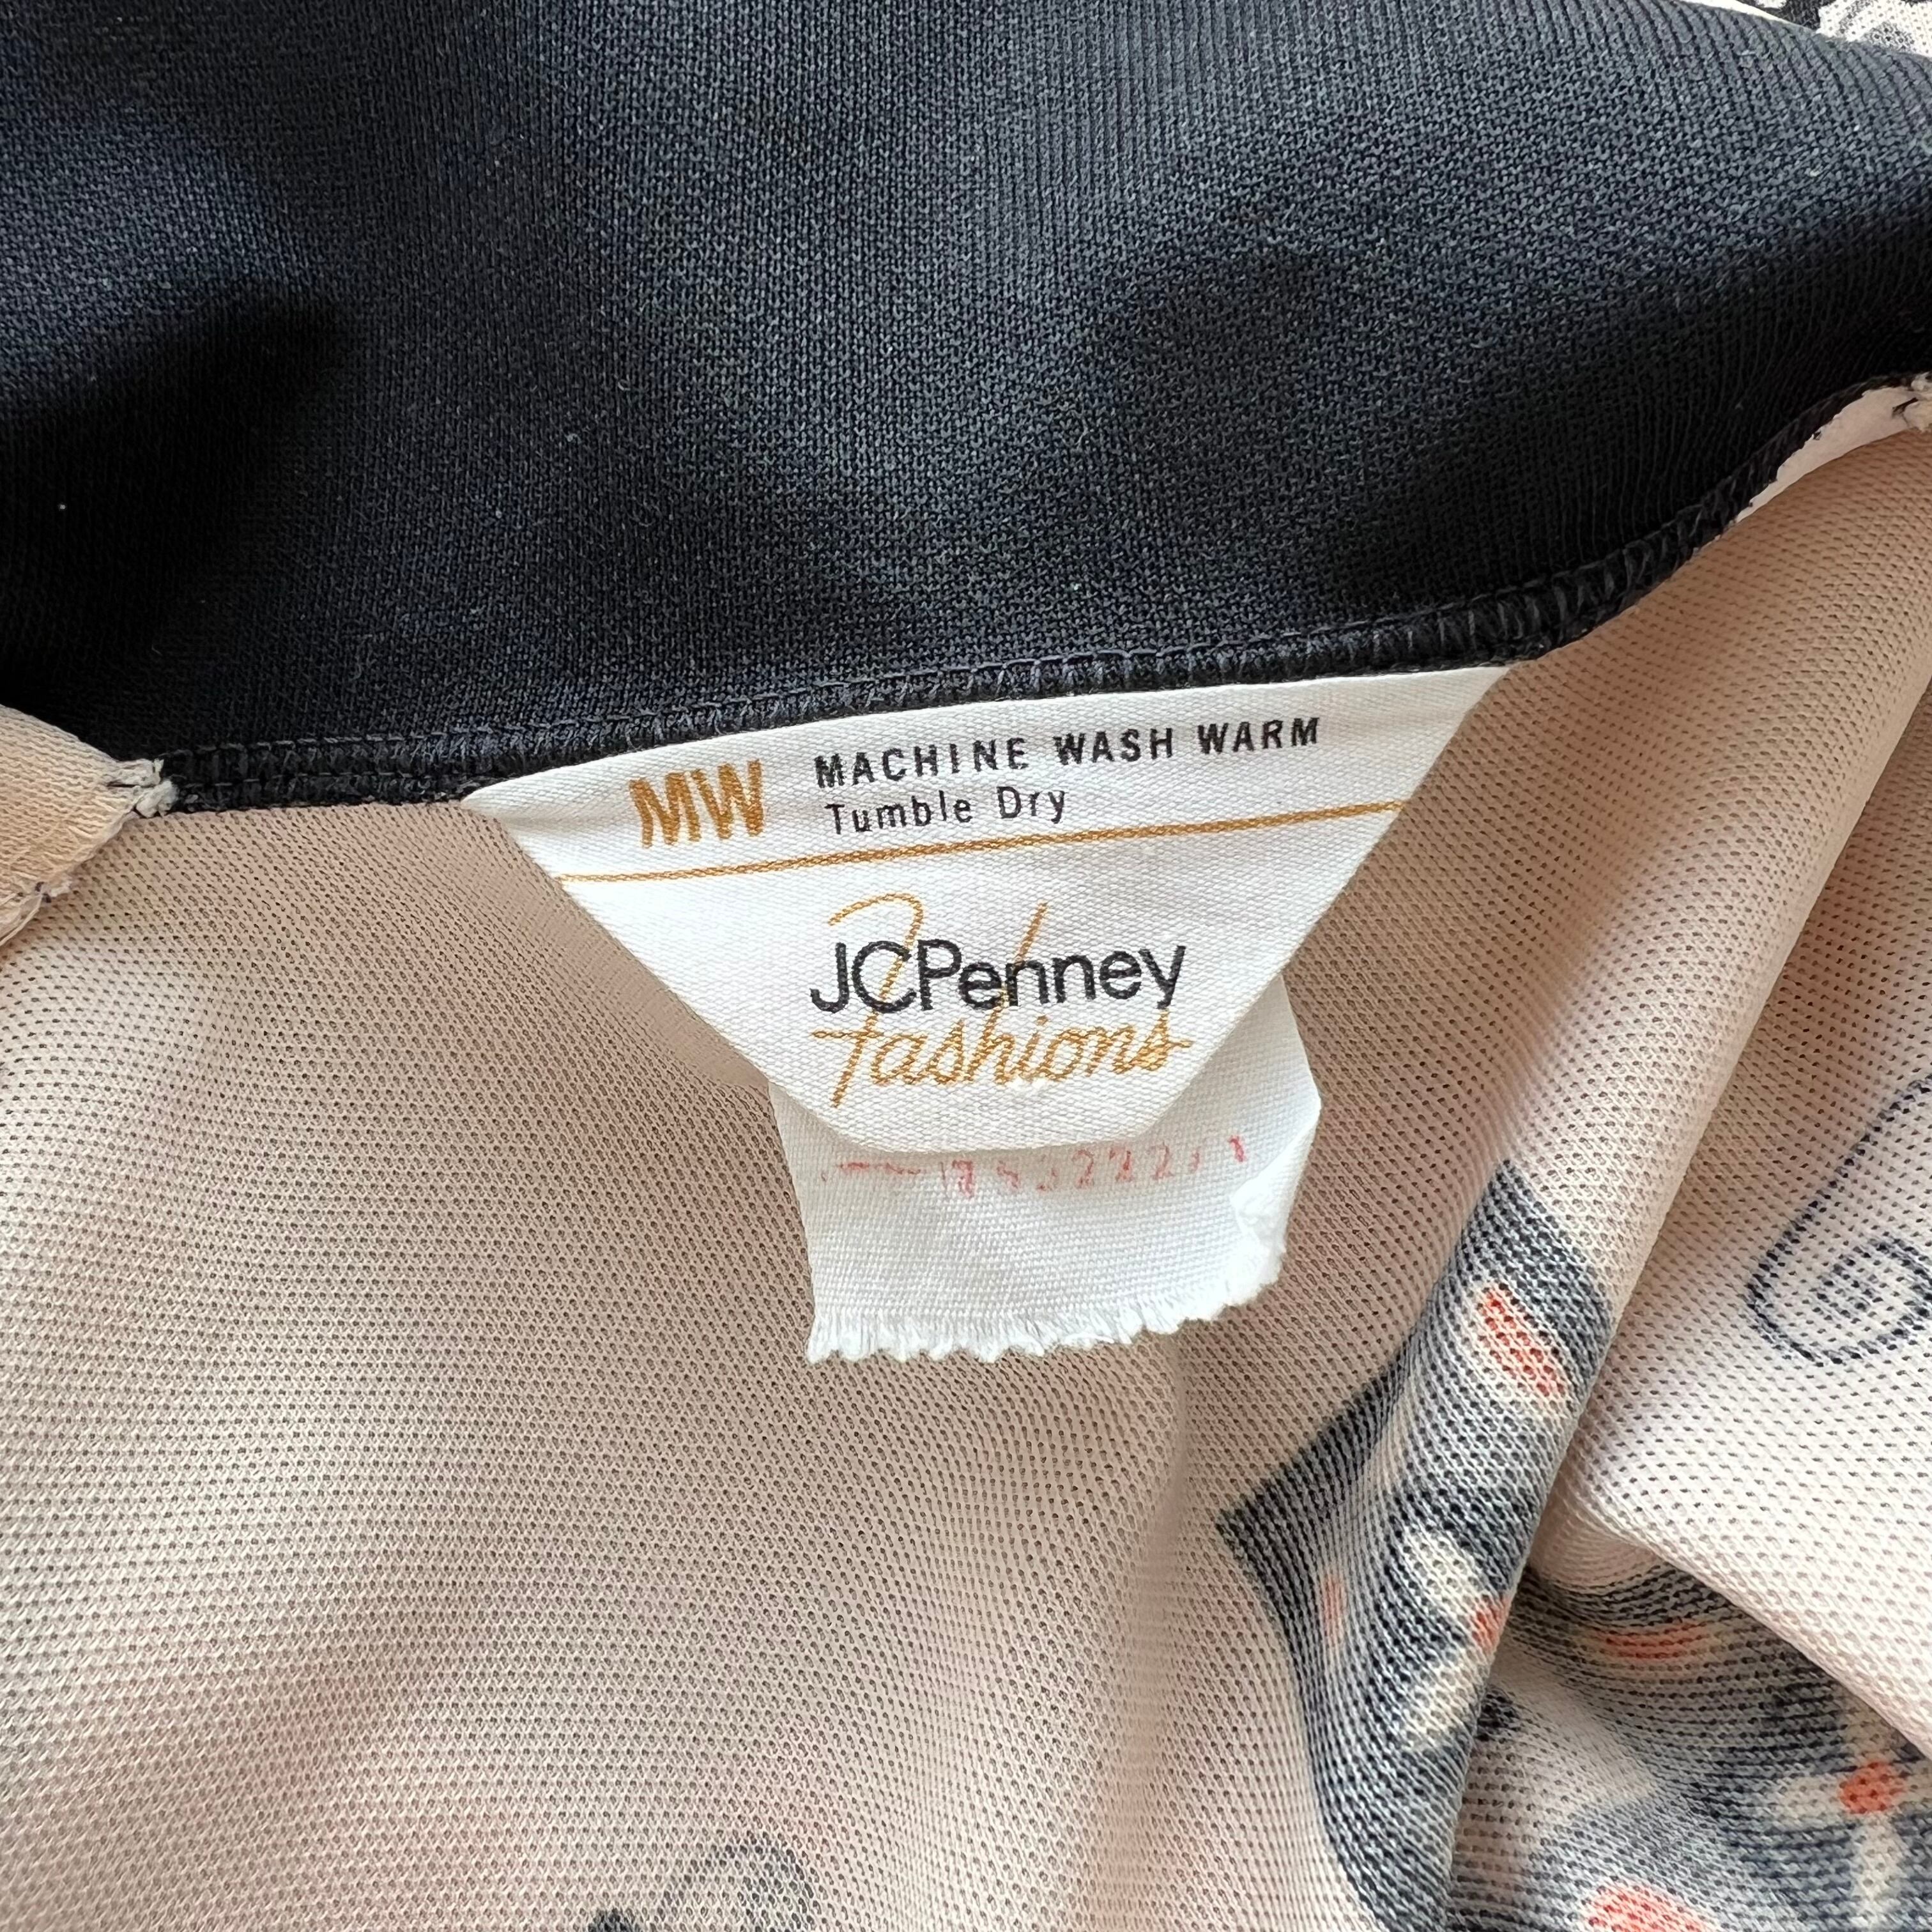 MW MACHINE WASH WARM
Tumble Dry
JCPenney
fashions